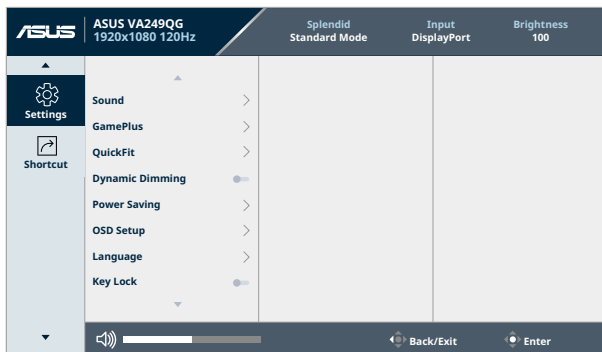 ASUS
ASUS VA249QG
1920x1080 120Hz
Splendid
Standard Mode
Input
DisplayPort
Brightness
100
Settings
Shortcut
Sound
GamePlus
QuickFit
Dynamic Dimming
Power Saving
OSD Setup
Language
Key Lock
Back/Exit
Enter